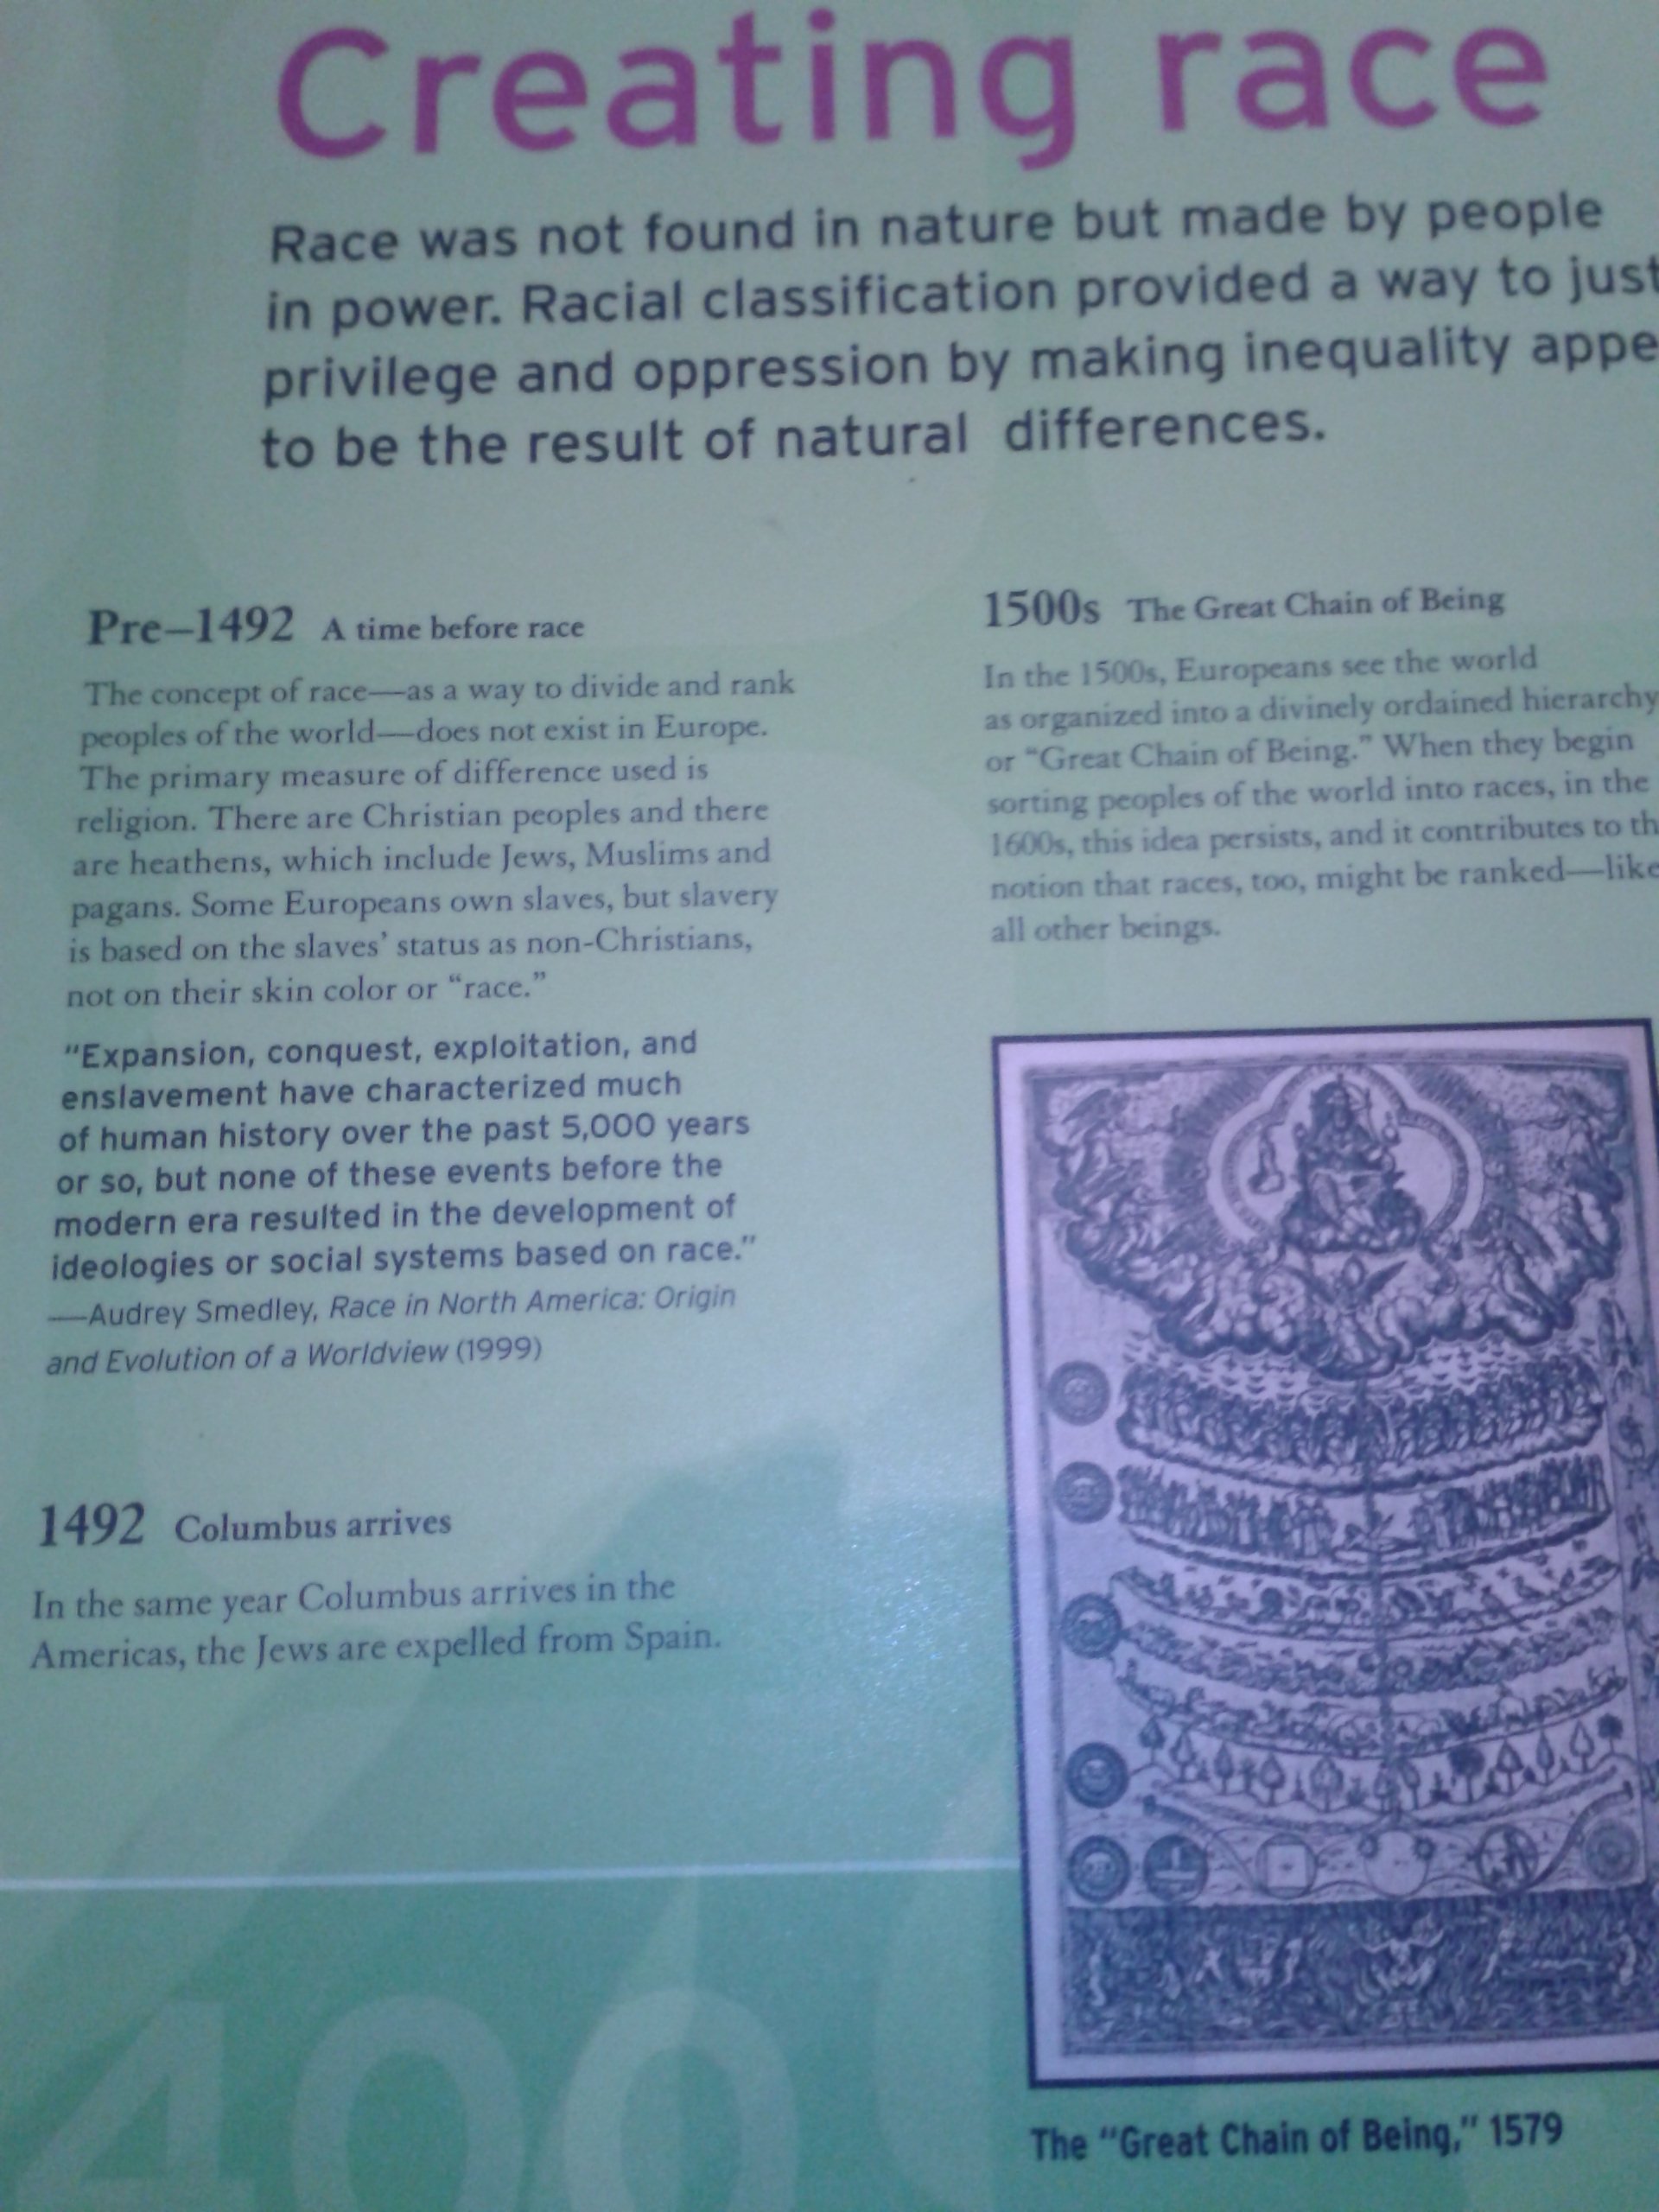 Creating race
Race was not found in nature but made by people
in power. Racial classification provided a way to just
privilege and oppression by making inequality appe
to be the result of natural differences.
Pre–1492 A time before race
The concept of race—as a way to divide and rank
peoples of the world—does not exist in Europe.
The primary measure of difference used is
religion. There are Christian peoples and there
are heathens, which include Jews, Muslims and
pagans. Some Europeans own slaves, but slavery
is based on the slaves' status as non-Christians,
not on their skin color or "race."
"Expansion, conquest, exploitation, and
enslavement have characterized much
of human history over the past 5,000 years
or so, but none of these events before the
modern era resulted in the development of
ideologies or social systems based on race."
—Audrey Smedley, Race in North America: Origin
and Evolution of a Worldview (1999)
1492 Columbus arrives
In the same year Columbus arrives in the
Americas, the Jews are expelled from Spain.
400
1500s The Great Chain of Being
In the 1500s, Europeans see the world
as organized into a divinely ordained hierarchy
or "Great Chain of Being." When they begin
sorting peoples of the world into races, in the
1600s, this idea persists, and it contributes to th
notion that races, too, might be ranked—like
all other beings.
The "Great Chain of Being," 1579